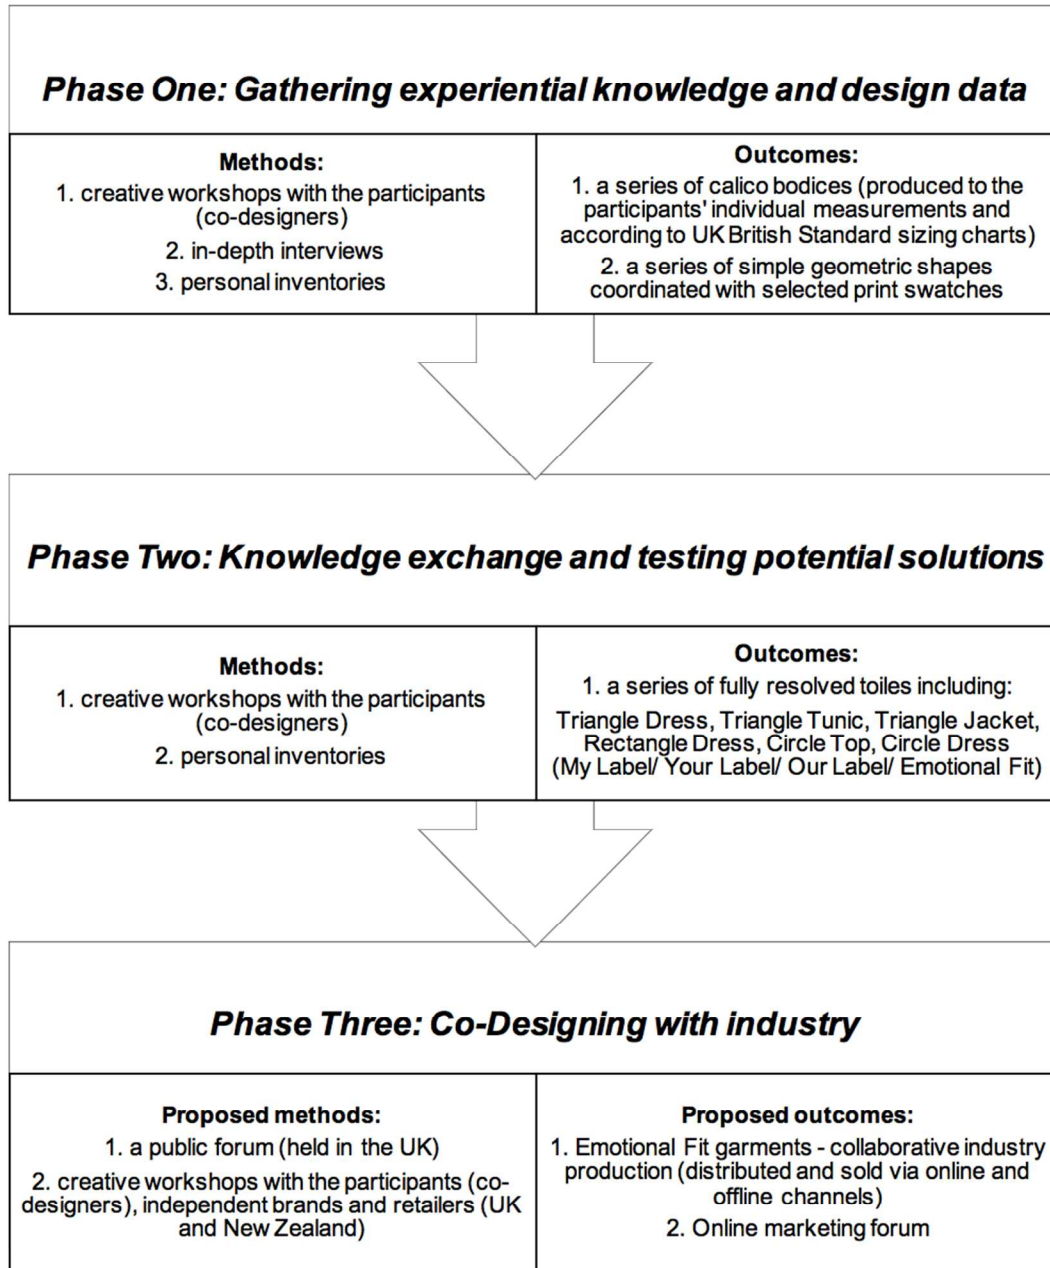 Phase One: Gathering experiential knowledge and design data
Methods:
1. creative workshops with the participants
(co-designers)
2. in-depth interviews
3. personal inventories
Outcomes:
1. a series of calico bodices (produced to the
participants' individual measurements and
according to UK British Standard sizing charts)
2. a series of simple geometric shapes
coordinated with selected print swatches
Phase Two: Knowledge exchange and testing potential solutions
Methods:
1. creative workshops with the participants
(co-designers)
2. personal inventories
Outcomes:
1. a series of fully resolved toiles including:
Triangle Dress, Triangle Tunic, Triangle Jacket,
Rectangle Dress, Circle Top, Circle Dress
(My Label/ Your Label/ Our Label/ Emotional Fit)
Phase Three: Co-Designing with industry
Proposed methods:
1. a public forum (held in the UK)
2. creative workshops with the participants (co-
designers), independent brands and retailers (UK
and New Zealand)
Proposed outcomes:
1. Emotional Fit garments - collaborative industry
production (distributed and sold via online and
offline channels)
2. Online marketing forum